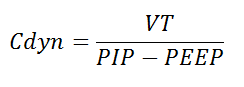 Cdyn = VT / PIP − PEEP